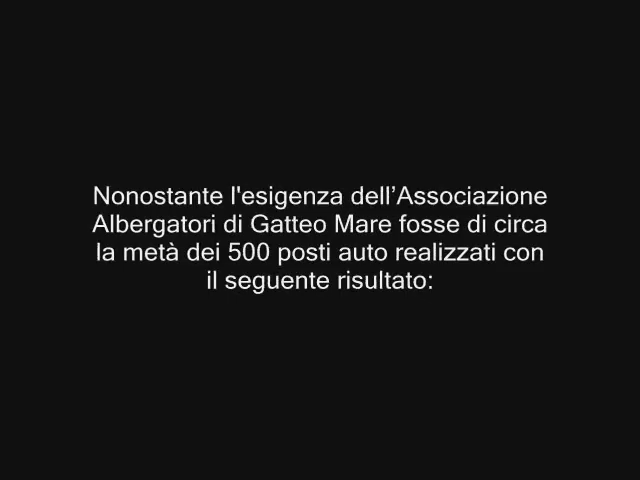 Nonostante l'esigenza dell’Associazione
Albergatori di Gatteo Mare fosse di circa
la metà dei 500 posti auto realizzati con
il seguente risultato: